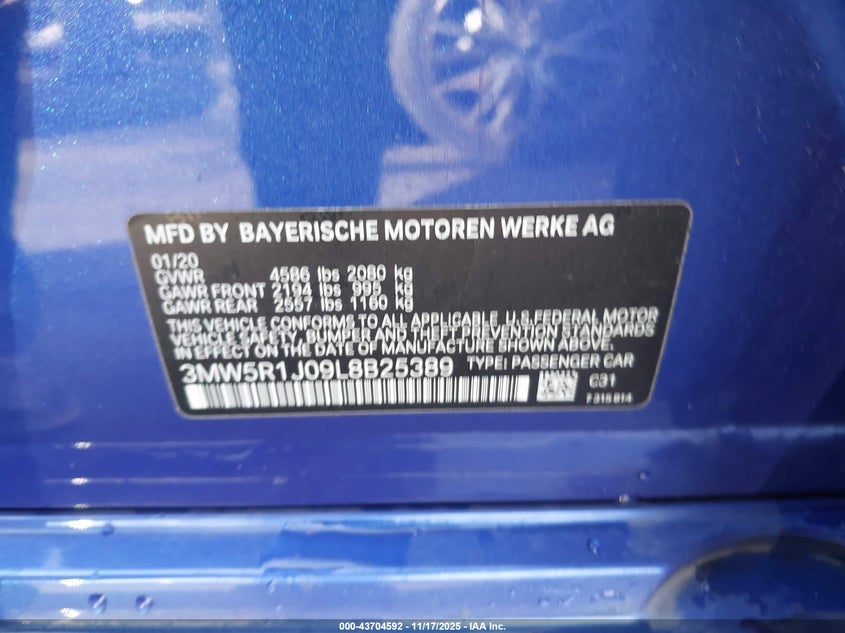 MFD BY BAYERISCHE MOTOREN WERKE AG
01/20
GVWR 4586 lbs 2080 kg
GAWR FRONT 2194 lbs 995 kg
GAWR REAR 2557 lbs 1160 kg
THIS VEHICLE CONFORMS TO ALL APPLICABLE U.S.FEDERAL MOTOR
VEHICLE SAFETY, BUMPER AND THEFT PREVENTION STANDARDS
IN EFFECT ON THE DATE OF MANUFACTURE SHOWN ABOVE.
3MW5R1J09L8B25389 TYPE: PASSENGER CAR
C31
7 316 814
000-43704592 - 11/17/2025 - IAA Inc.